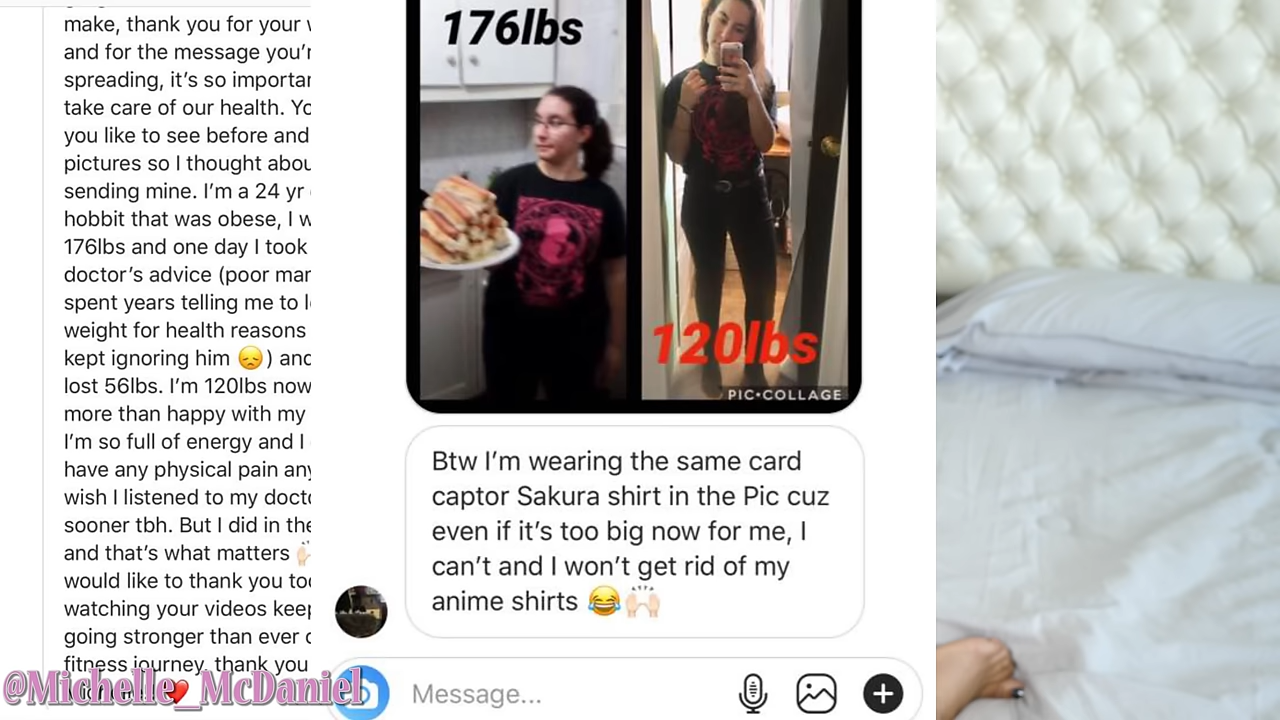 make, thank you for your
and for the message you'r
spreading, it's so importan
take care of our health. Yo
you like to see before and
pictures so I thought abou
sending mine. I'm a 24 yr
hobbit that was obese, I w
176lbs and one day I took
doctor's advice (poor mar
spent years telling me to l
weight for health reasons
kept ignoring him 😞) and
lost 56lbs. I'm 120lbs now
more than happy with my
I'm so full of energy and I
have any physical pain any
wish I listened to my docto
sooner tbh. But I did in the
and that's what matters 🙌🏻
would like to thank you too
watching your videos keep
going stronger than ever
fitness journey, thank you
@Michelle_McDaniel
176lbs
120lbs
PIC•COLLAGE
Btw I'm wearing the same card
captor Sakura shirt in the Pic cuz
even if it's too big now for me, I
can't and I won't get rid of my
anime shirts 😂🙌🏻
Message...